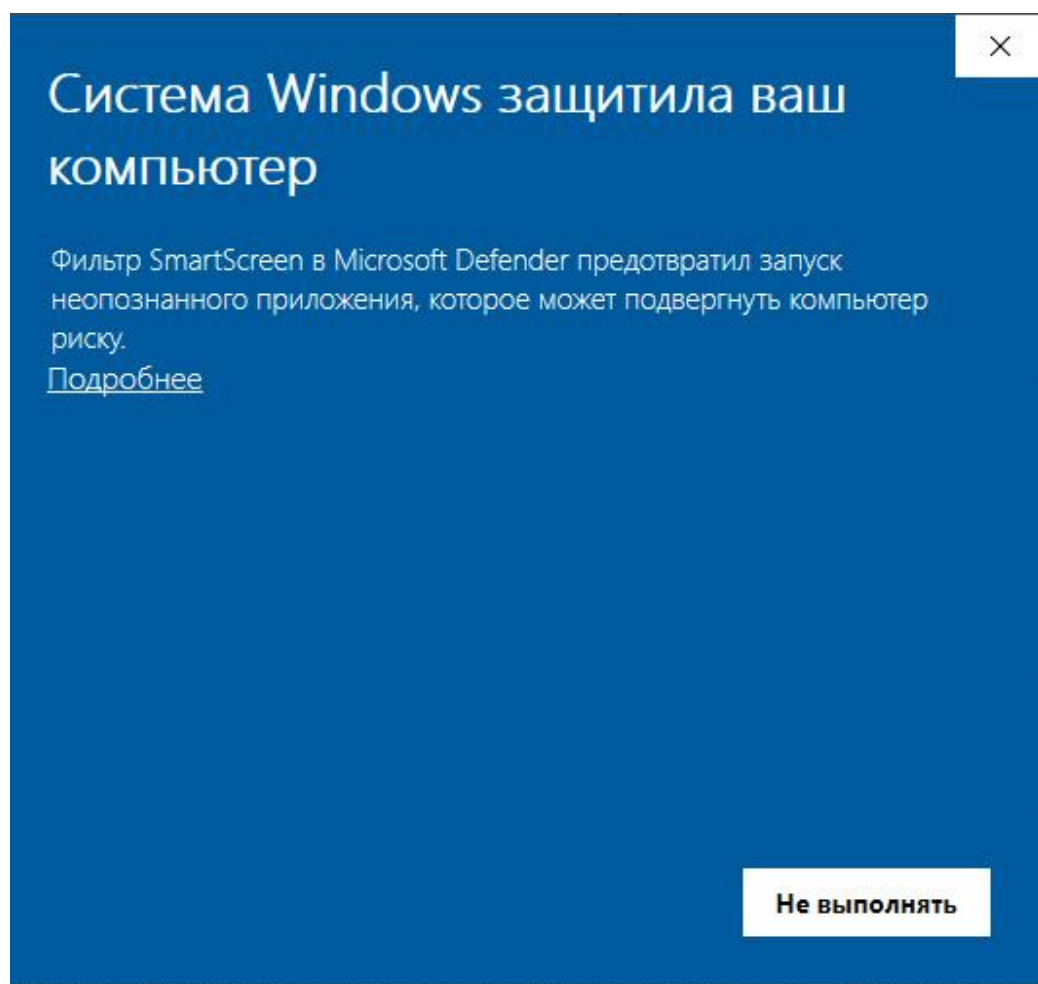 Система Windows защитила ваш
компьютер
Фильтр SmartScreen в Microsoft Defender предотвратил запуск
неопознанного приложения, которое может подвергнуть компьютер
риску.
Подробнее
Не выполнять